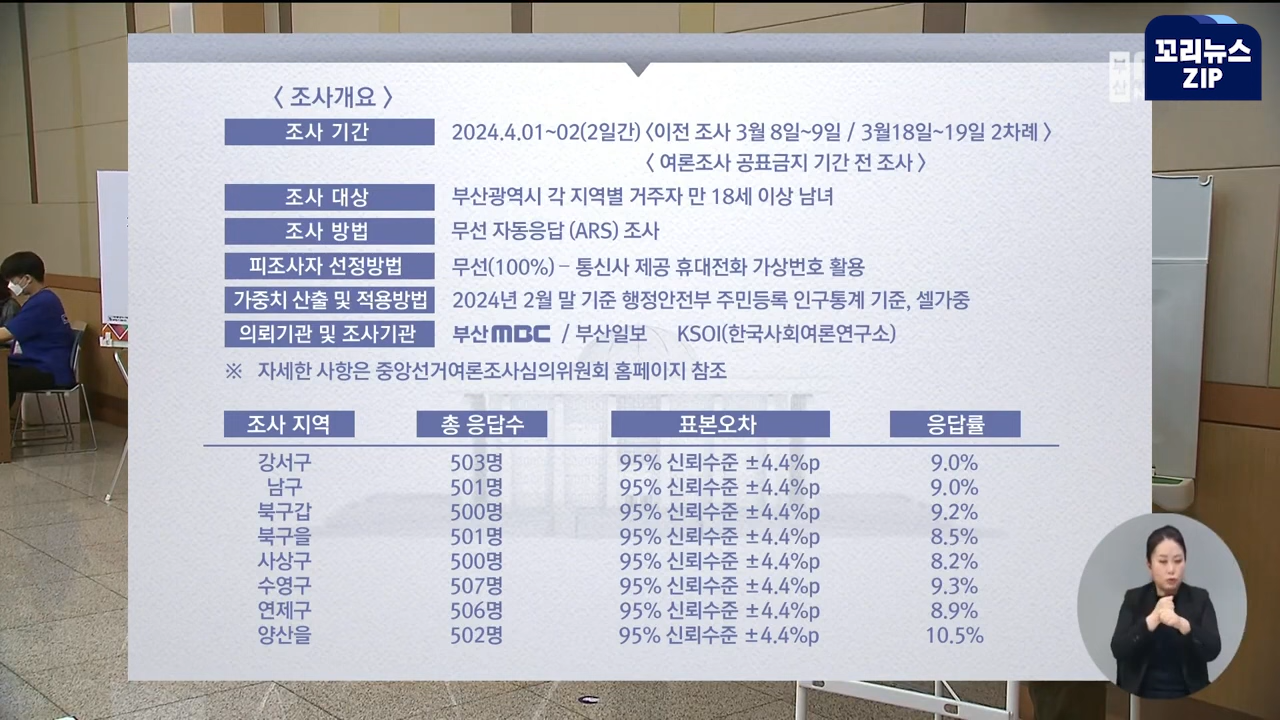 꼬리뉴스
ZIP
부산
〈 조사개요 〉
조사 기간 2024.4.01~02(2일간) 〈이전 조사 3월 8일~9일 / 3월18일~19일 2차례 〉
〈 여론조사 공표금지 기간 전 조사 〉
조사 대상 부산광역시 각 지역별 거주자 만 18세 이상 남녀
조사 방법 무선 자동응답 (ARS) 조사
피조사자 선정방법 무선(100%) – 통신사 제공 휴대전화 가상번호 활용
가중치 산출 및 적용방법 2024년 2월 말 기준 행정안전부 주민등록 인구통계 기준, 셀가중
의뢰기관 및 조사기관 부산MBC / 부산일보 KSOI(한국사회여론연구소)
※ 자세한 사항은 중앙선거여론조사심의위원회 홈페이지 참조
조사 지역 총 응답수 표본오차 응답률
강서구 503명 95% 신뢰수준 ±4.4%p 9.0%
남구 501명 95% 신뢰수준 ±4.4%p 9.0%
북구갑 500명 95% 신뢰수준 ±4.4%p 9.2%
북구을 501명 95% 신뢰수준 ±4.4%p 8.5%
사상구 500명 95% 신뢰수준 ±4.4%p 8.2%
수영구 507명 95% 신뢰수준 ±4.4%p 9.3%
연제구 506명 95% 신뢰수준 ±4.4%p 8.9%
양산을 502명 95% 신뢰수준 ±4.4%p 10.5%